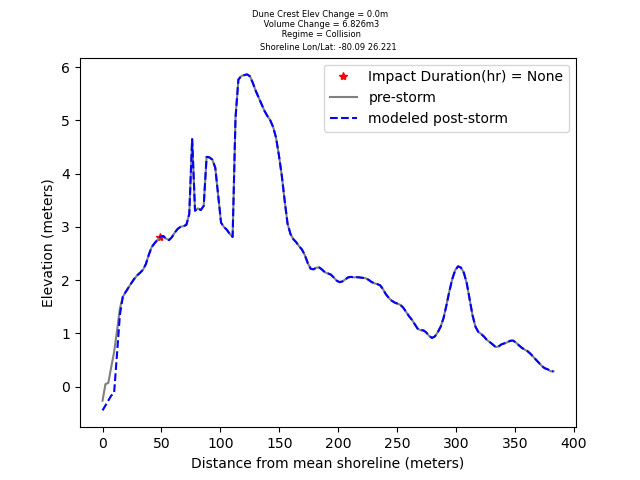 Dune Crest Elev Change = 0.0m
Volume Change = 6.826m3
Regime = Collision
Shoreline Lon/Lat: -80.09 26.221
Impact Duration(hr) = None
pre-storm
modeled post-storm
6
5
4
3
2
1
0
Elevation (meters)
0 50 100 150 200 250 300 350 400
Distance from mean shoreline (meters)